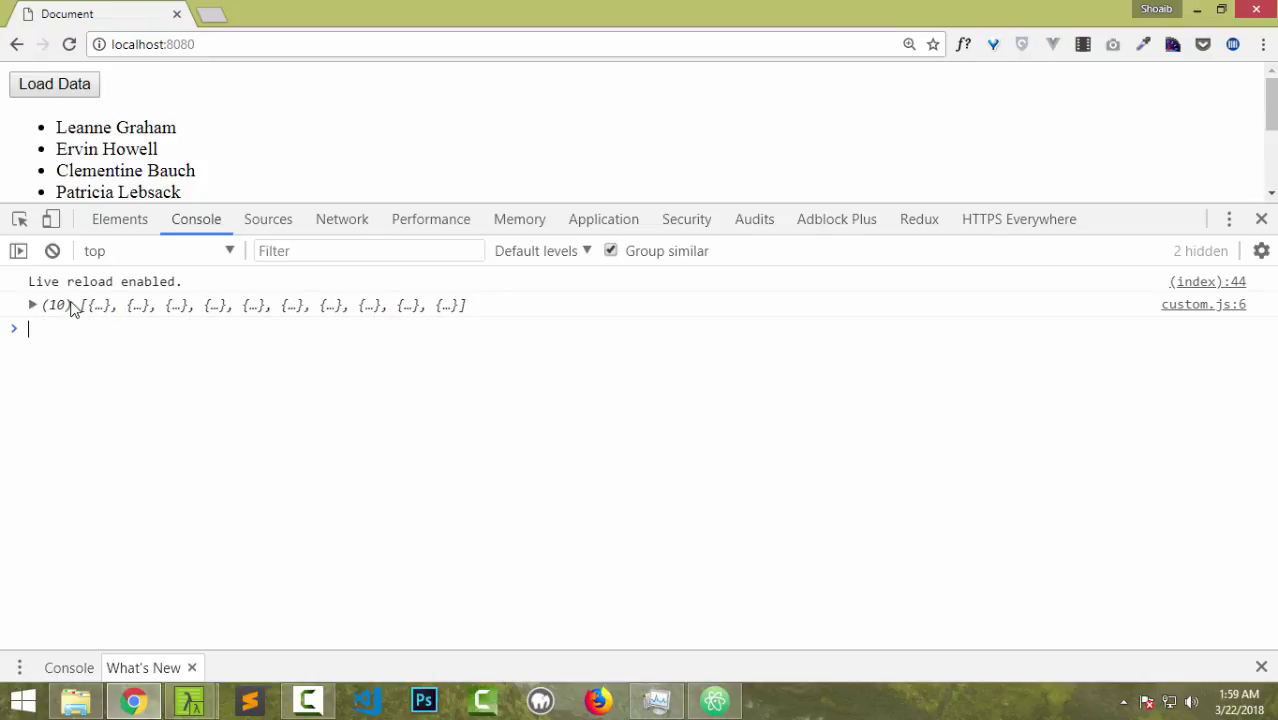 Document
Shoaib
localhost:8080
f?
Load Data
• Leanne Graham
• Ervin Howell
• Clementine Bauch
• Patricia Lebsack
Elements Console Sources Network Performance Memory Application Security Audits Adblock Plus Redux HTTPS Everywhere
top Filter Default levels Group similar 2 hidden
Live reload enabled. (index):44
(10) [{…}, {…}, {…}, {…}, {…}, {…}, {…}, {…}, {…}, {…}] custom.js:6
>
Console What's New
Ps
1:59 AM
3/22/2018